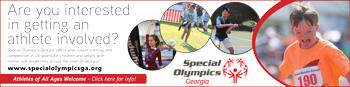 Are you interested
in getting an
athlete involved?
Special Olympics Georgia offers year round training and
competition in 26 sports for children and adults with
intellectual disabilities across the state of Georgia!
www.specialolympicsga.org
Athletes of All Ages Welcome - Click here for info!
Special
Olympics
Georgia
190